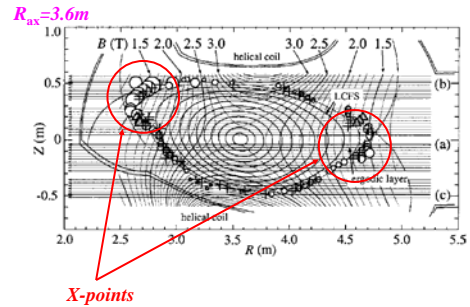 R_ax=3.6m
B (T) 1.5 2.0 2.5 3.0 3.0 2.5 2.0 1.5
helical coil
1.0
0.5
0
-0.5
Z (m)
LCFS
(b)
(a)
(c)
ergodic layer
helical coil
2.0 2.5 3.0 3.5 4.0 4.5 5.0 5.5
R (m)
X-points